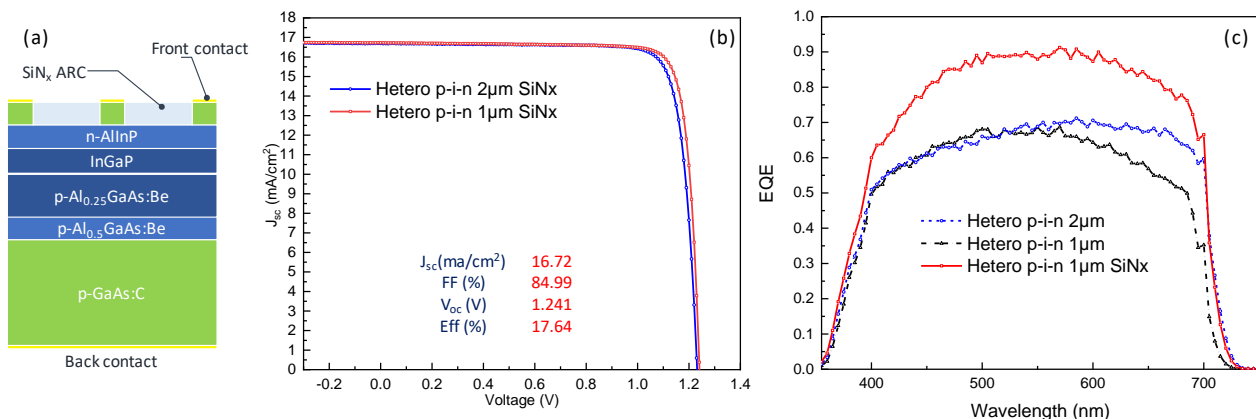 (a)
Front contact
SiNx ARC
n-AlInP
InGaP
p-Al0.25GaAs:Be
p-Al0.5GaAs:Be
p-GaAs:C
Back contact
(b)
18
17
16
15
14
13
12
11
10
9
8
7
6
5
4
3
2
1
0
Jsc (mA/cm2)
Hetero p-i-n 2µm SiNx
Hetero p-i-n 1µm SiNx
Jsc(ma/cm2) 16.72
FF (%) 84.99
Voc (V) 1.241
Eff (%) 17.64
0.0 0.2 0.4 0.6 0.8 1.0 1.2 1.4
Voltage (V)
(c)
1.0
0.9
0.8
0.7
0.6
0.5
0.4
0.3
0.2
0.1
0.0
EQE
Hetero p-i-n 2µm
Hetero p-i-n 1µm
Hetero p-i-n 1µm SiNx
400 500 600 700
Wavelength (nm)